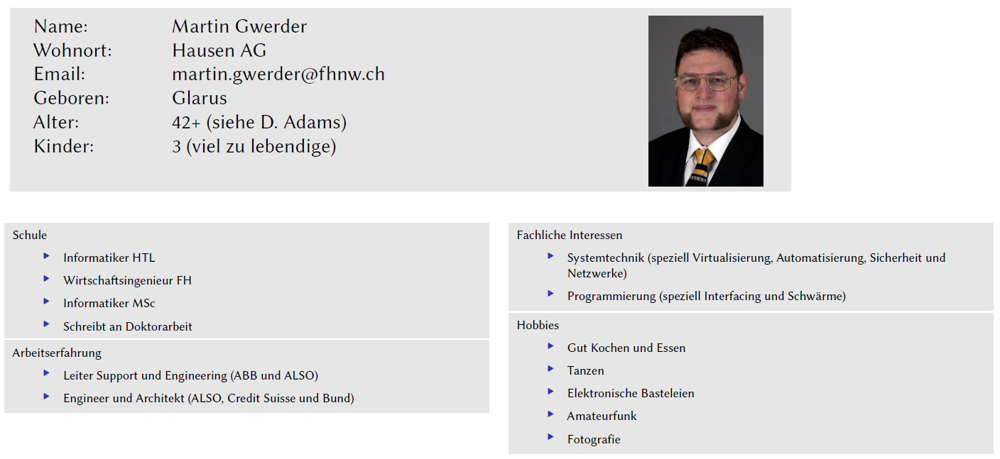 Name: Martin Gwerder
Wohnort: Hausen AG
Email: martin.gwerder@fhnw.ch
Geboren: Glarus
Alter: 42+ (siehe D. Adams)
Kinder: 3 (viel zu lebendige)
Schule
Informatiker HTL
Wirtschaftsingenieur FH
Informatiker MSc
Schreibt an Doktorarbeit
Arbeitserfahrung
Leiter Support und Engineering (ABB und ALSO)
Engineer und Architekt (ALSO, Credit Suisse und Bund)
Fachliche Interessen
Systemtechnik (speziell Virtualisierung, Automatisierung, Sicherheit und
Netzwerke)
Programmierung (speziell Interfacing und Schwärme)
Hobbies
Gut Kochen und Essen
Tanzen
Elektronische Basteleien
Amateurfunk
Fotografie